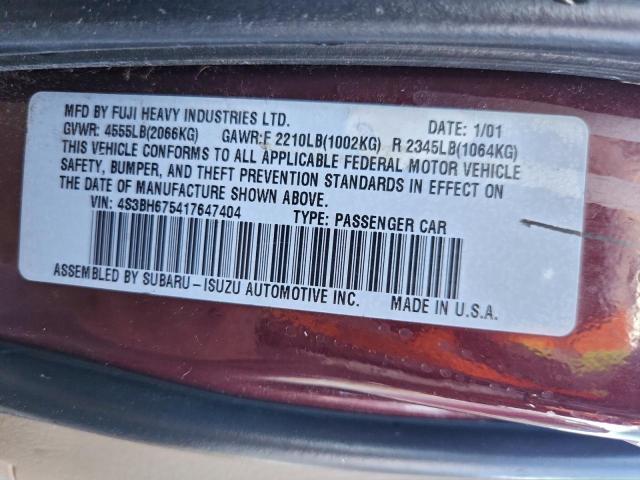 MFD BY FUJI HEAVY INDUSTRIES LTD. DATE: 1/01
GVWR: 4555LB(2066KG) GAWR:F 2210LB(1002KG) R 2345LB(1064KG)
THIS VEHICLE CONFORMS TO ALL APPLICABLE FEDERAL MOTOR VEHICLE
SAFETY, BUMPER, AND THEFT PREVENTION STANDARDS IN EFFECT ON
THE DATE OF MANUFACTURE SHOWN ABOVE.
VIN: 4S3BH675417647404 TYPE: PASSENGER CAR
ASSEMBLED BY SUBARU-ISUZU AUTOMOTIVE INC. MADE IN U.S.A.